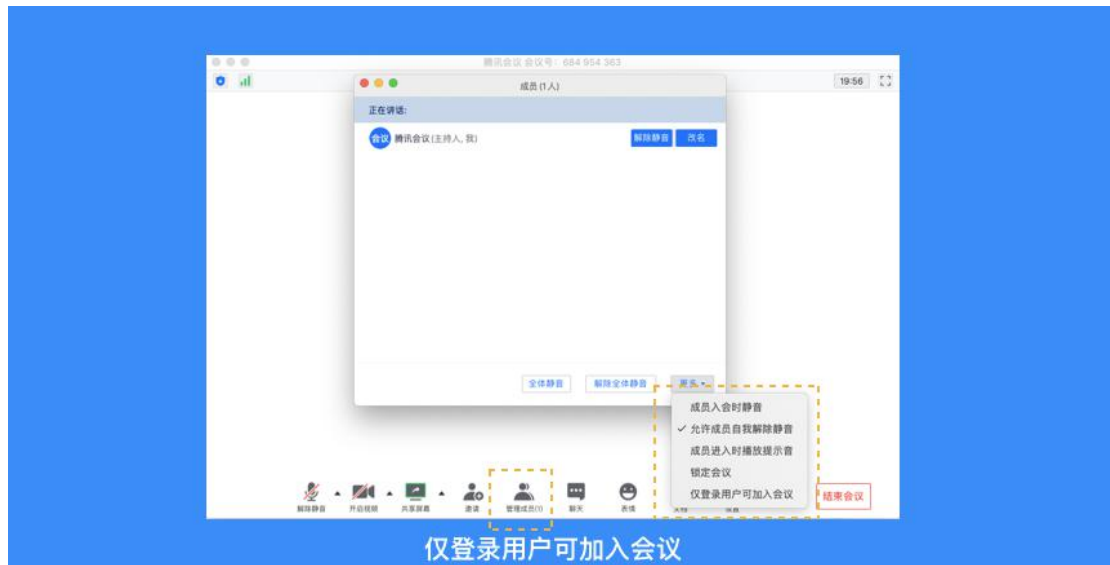 腾讯会议 会议号: 684 954 363
19:56
成员 (1人)
正在讲话:
会议 腾讯会议 (主持人, 我) 解除静音 改名
全体静音 解除全体静音 更多
成员入会时静音
✓ 允许成员自我解除静音
成员进入时播放提示音
锁定会议
仅登录用户可加入会议
解除静音 开启视频 共享屏幕 邀请 管理成员(1) 聊天 表情 文档 设置 结束会议
仅登录用户可加入会议